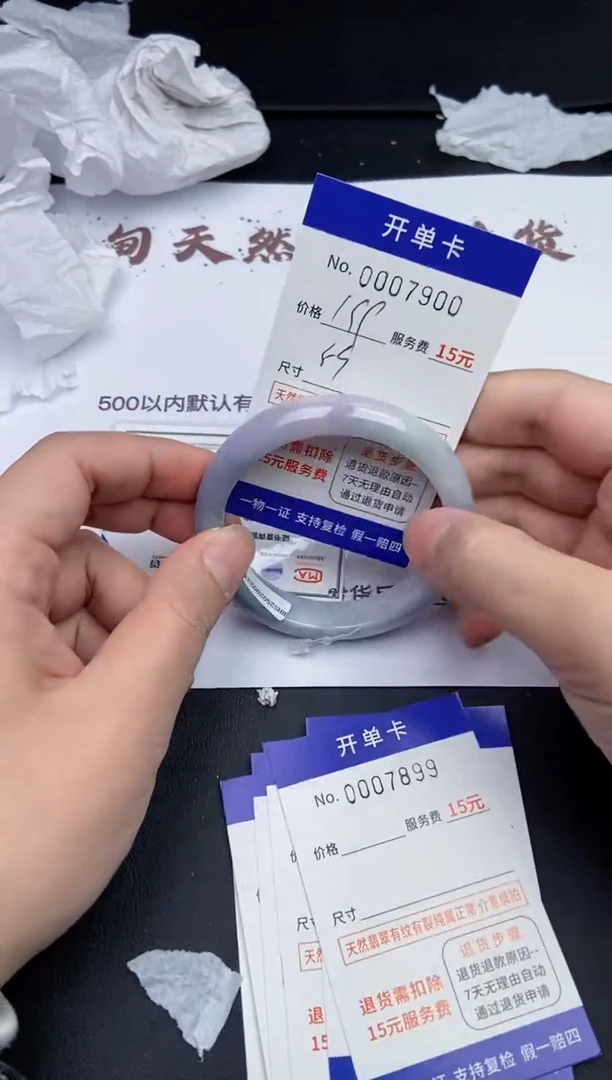 甸天然
货
500以内默认有
开单卡
No. 0007900
价格
服务费 15元
尺寸
天然
需扣除
5元服务费
退货步骤
退货退款原因--
7天无理由自动
通过退货申请
一物一证 支持复检 假一赔四
MA
货
开单卡
No. 0007899
价格 服务费 15元
尺寸
天然翡翠有纹有裂纯属正常 介意慎拍
退货需扣除
15元服务费
退货步骤
退货退款原因--
7天无理由自动
通过退货申请
证 支持复检 假一赔四